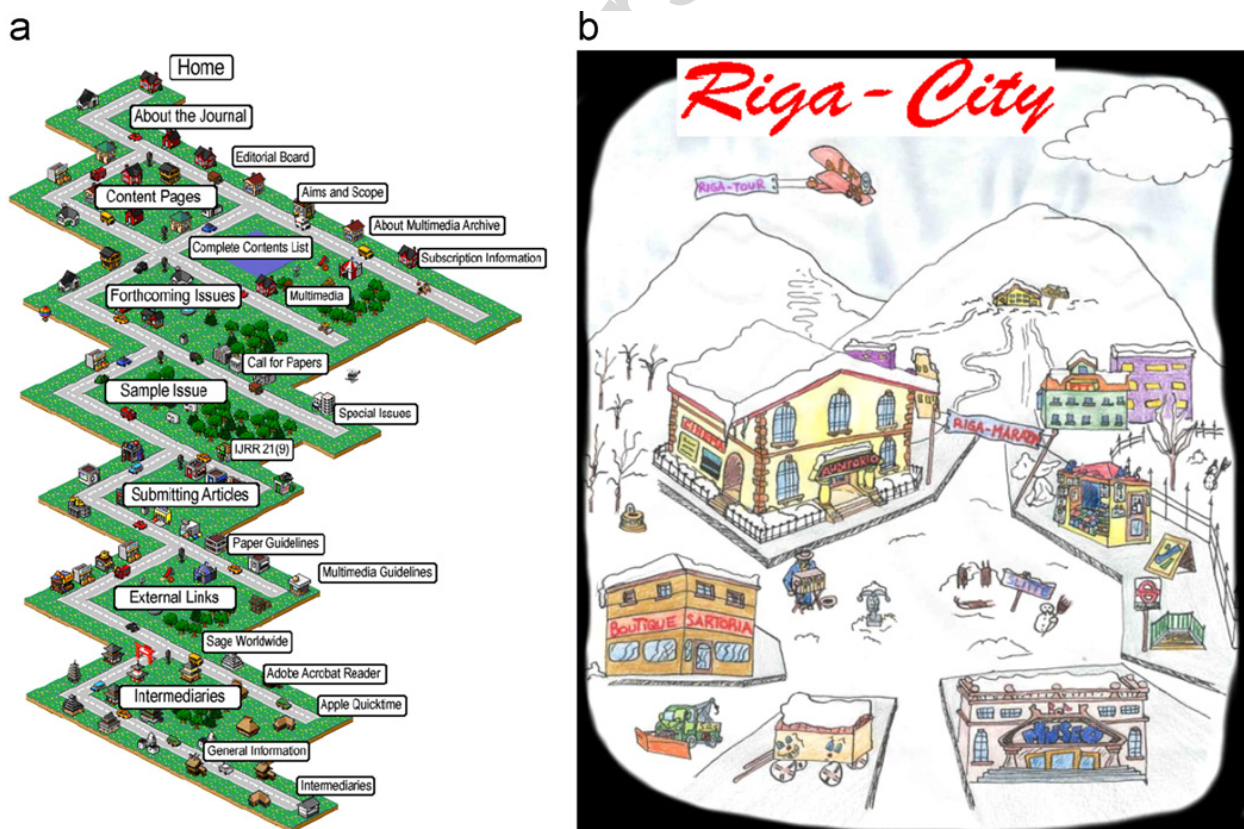 a
Home
About the Journal
Editorial Board
Aims and Scope
Content Pages
About Multimedia Archive
Complete Contents List
Subscription Information
Forthcoming Issues
Multimedia
Call for Papers
Sample Issue
Special Issues
IJRR 21(9)
Submitting Articles
Paper Guidelines
Multimedia Guidelines
External Links
Sage Worldwide
Adobe Acrobat Reader
Intermediaries
Apple Quicktime
General Information
Intermediaries
b
Riga - City
RIGA-TOUR
CINEMA
AUDITORIO
RIGA-MARATH
BOUTIQUE SARTORIA
SLITTE
MUSEO